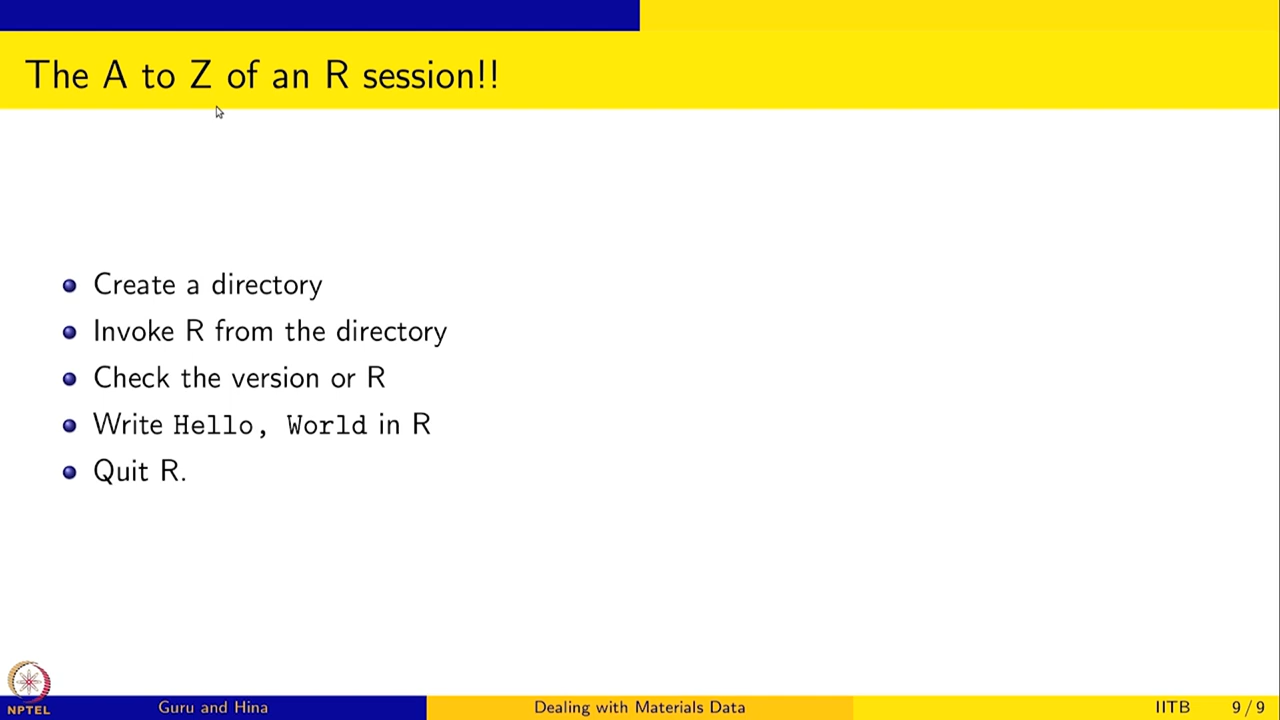 The A to Z of an R session!!
Create a directory
Invoke R from the directory
Check the version or R
Write Hello, World in R
Quit R.
NPTEL
Guru and Hina
Dealing with Materials Data
IITB
9 / 9